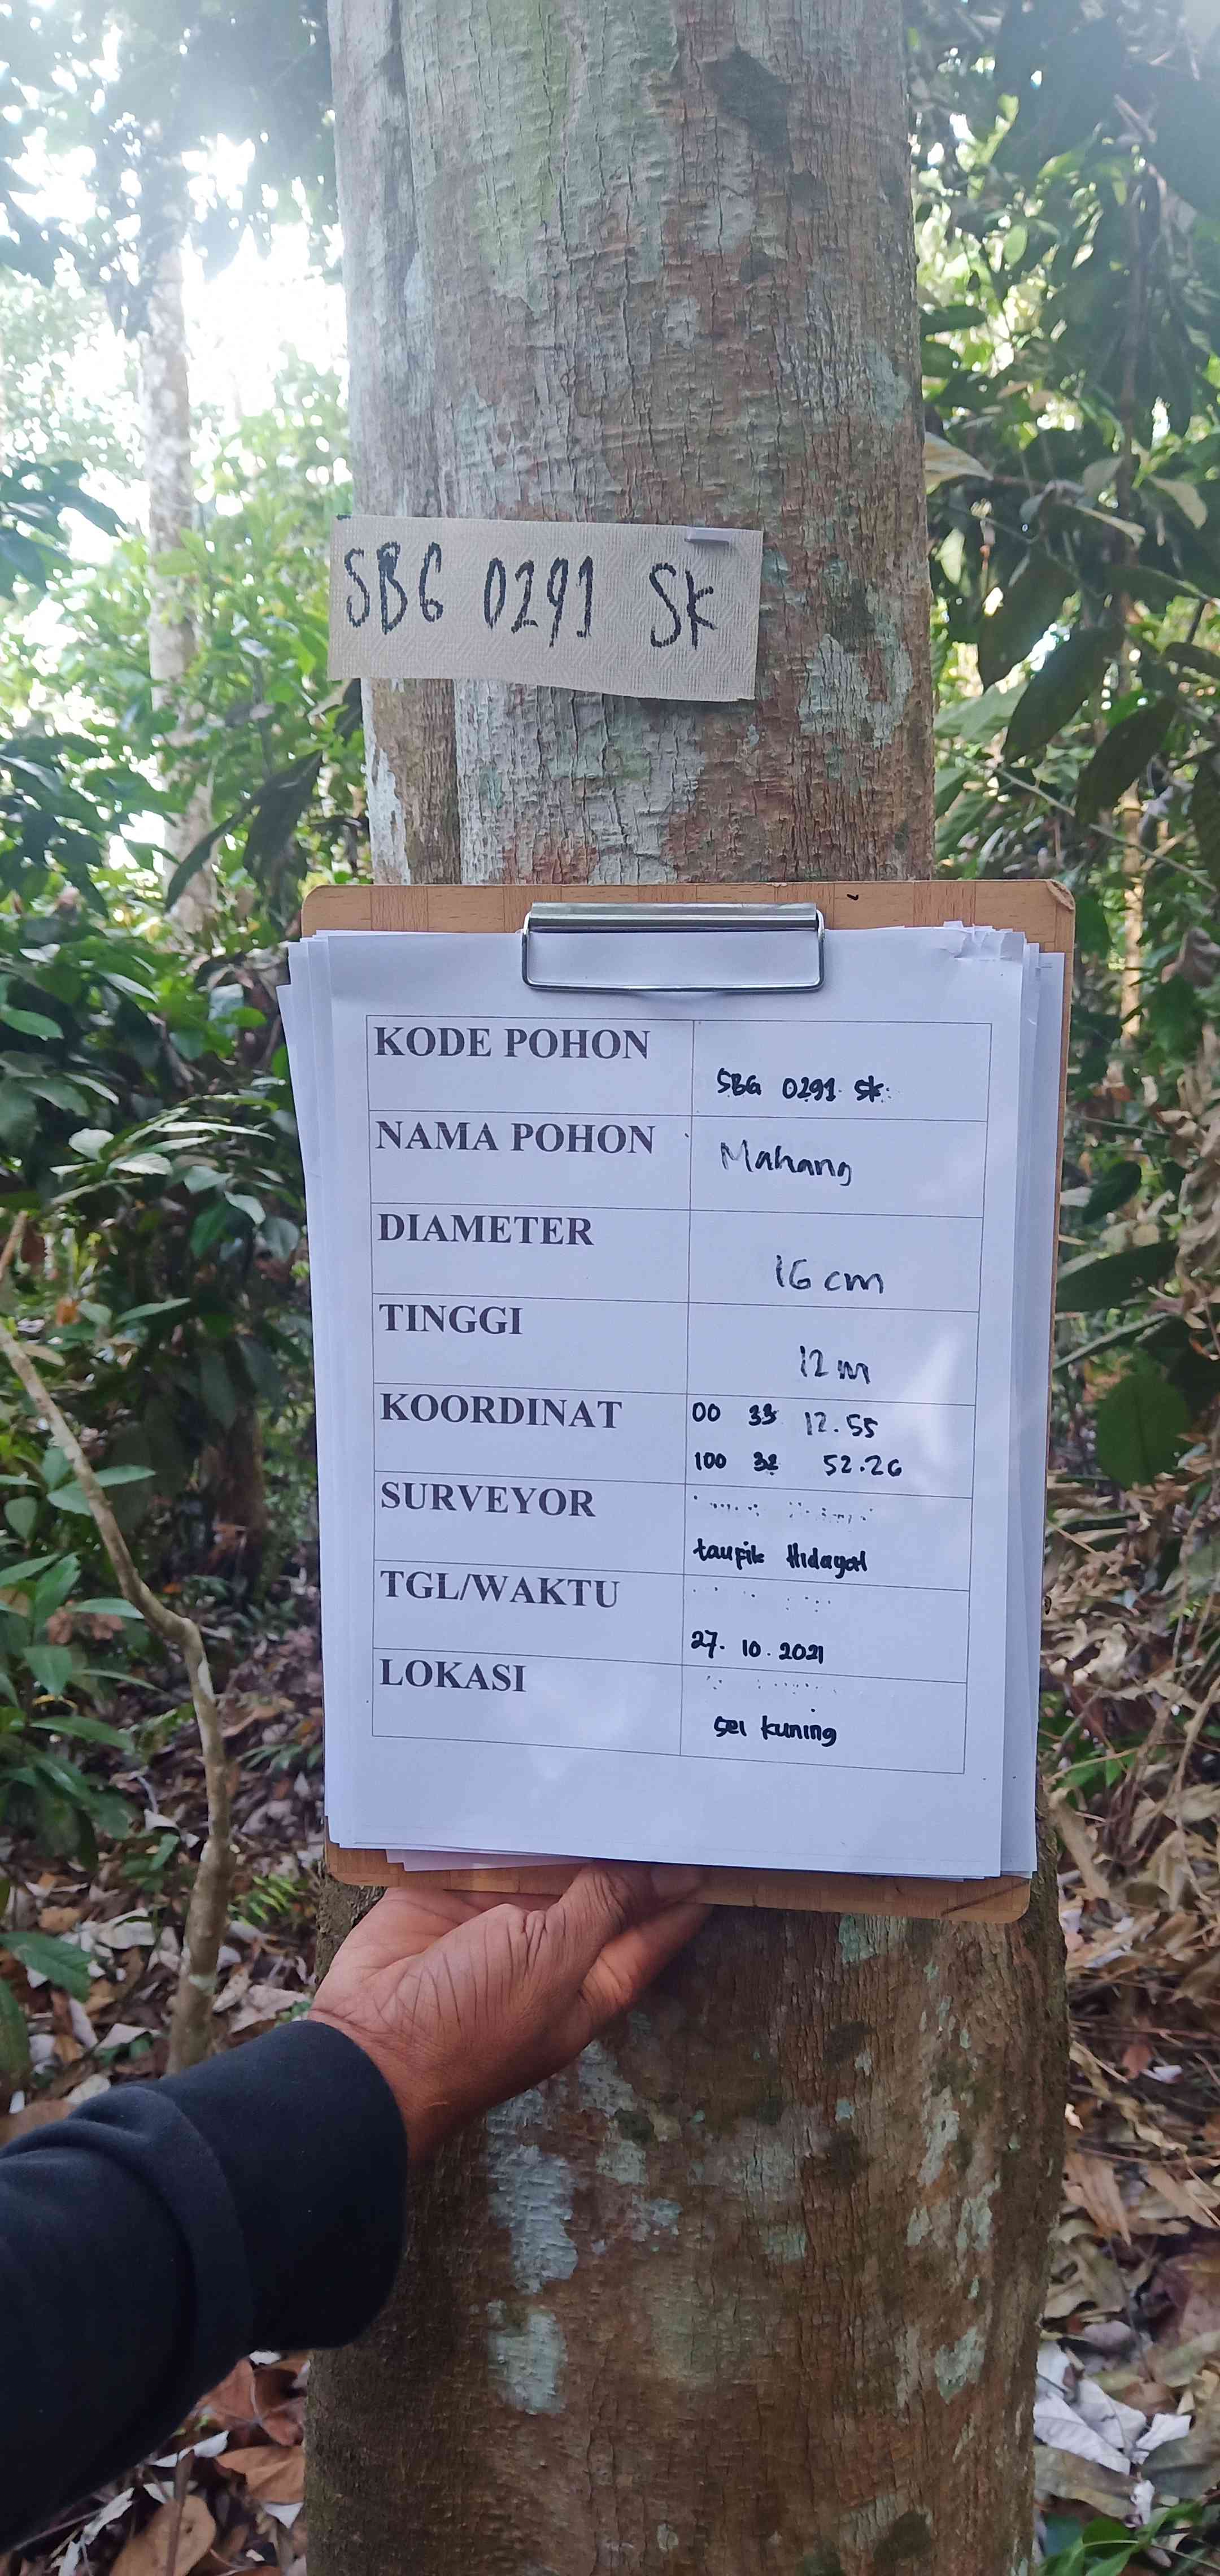 SBG 0291 Sk
KODE POHON
SBG 0291 Sk
NAMA POHON
Mahang
DIAMETER
16 cm
TINGGI
12 m
KOORDINAT
00 33 12.55
100 32 52.26
SURVEYOR
taufik Hidayat
TGL/WAKTU
27. 10. 2021
LOKASI
Sei kuning